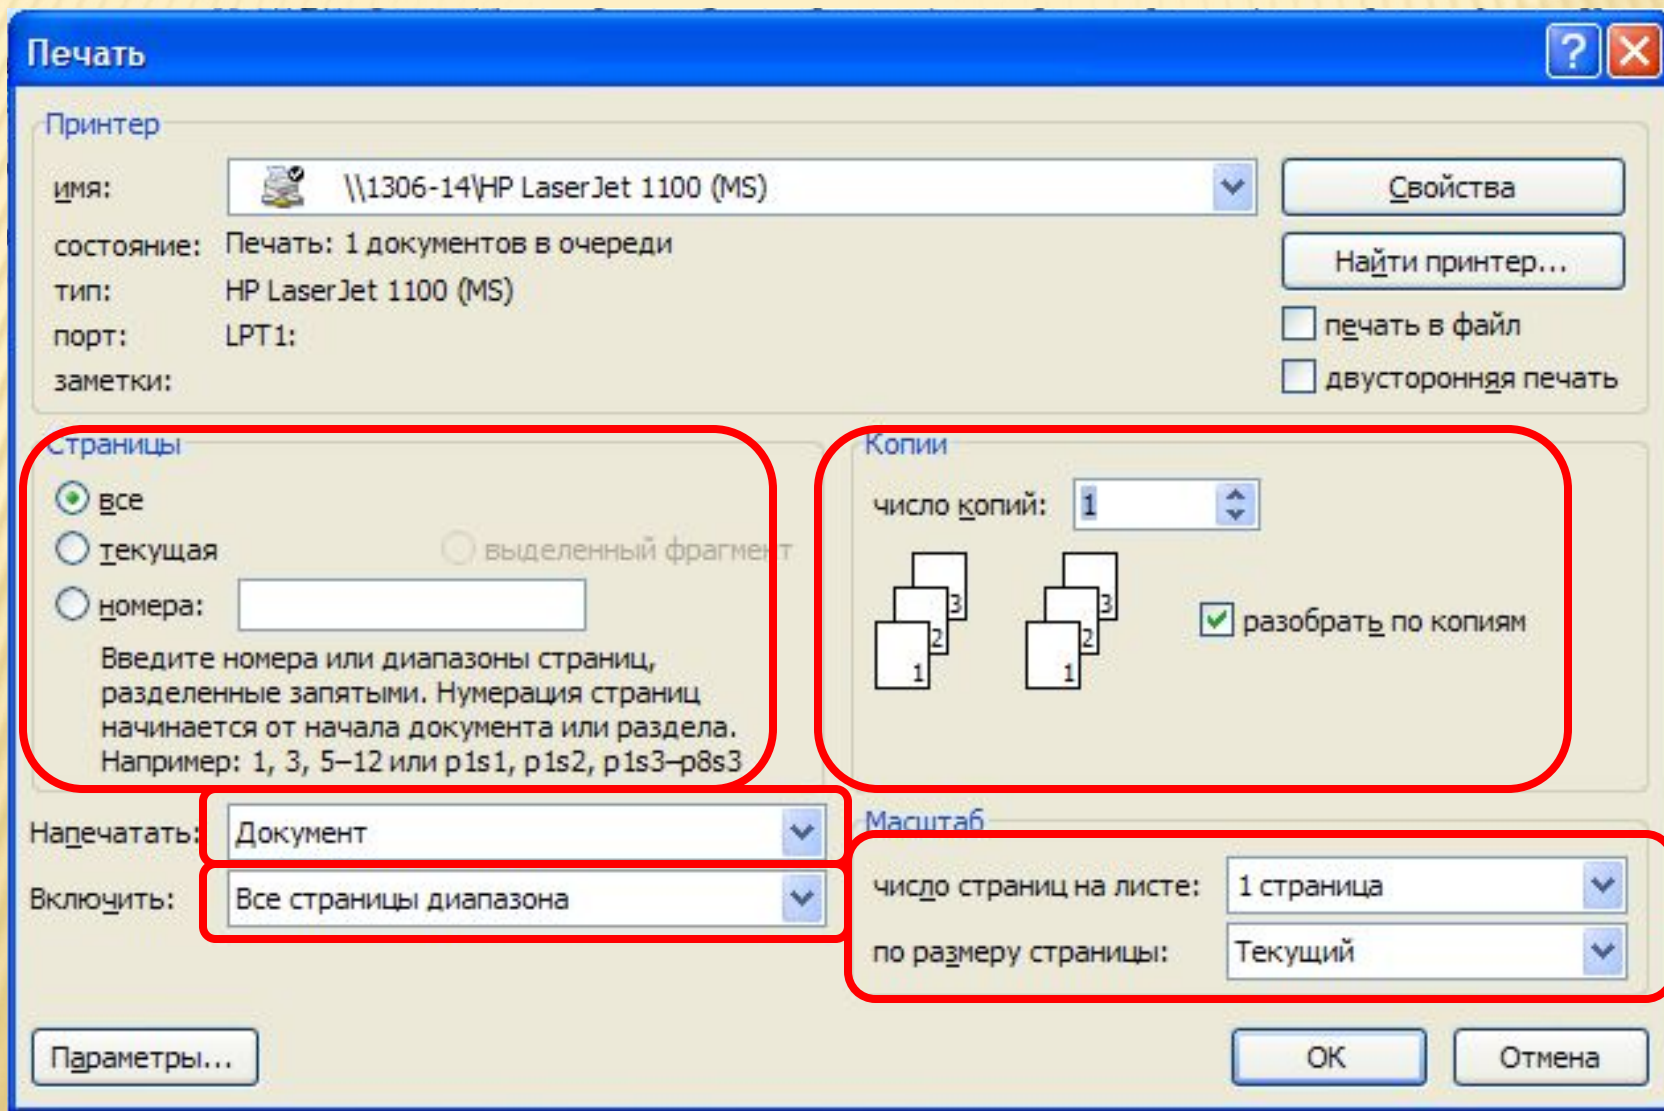 Печать
Принтер
имя: \\1306-14\HP LaserJet 1100 (MS) Свойства
состояние: Печать: 1 документов в очереди
Найти принтер...
тип: HP LaserJet 1100 (MS)
порт: LPT1: печать в файл
заметки: двусторонняя печать
Страницы
все
текущая выделенный фрагмент
номера:
Введите номера или диапазоны страниц,
разделенные запятыми. Нумерация страниц
начинается от начала документа или раздела.
Например: 1, 3, 5–12 или p1s1, p1s2, p1s3–p8s3
Копии
число копий: 1
3 3
2 2
1 1
разобрать по копиям
Напечатать: Документ
Включить: Все страницы диапазона
Масштаб
число страниц на листе: 1 страница
по размеру страницы: Текущий
Параметры... ОК Отмена